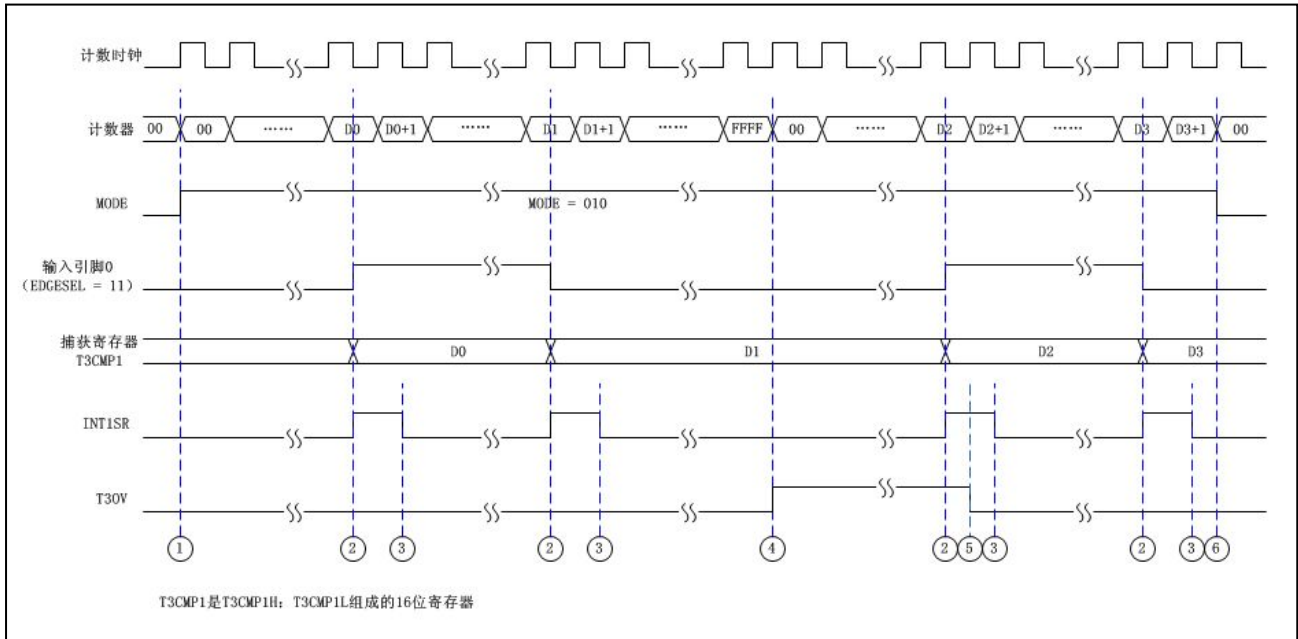 计数时钟
计数器 00 00 …… D0 D0+1 …… D1 D1+1 …… FFFF 00 …… D2 D2+1 …… D3 D3+1 00
MODE
MODE = 010
输入引脚0
(EDGESEL = 11)
捕获寄存器
T3CMP1
D0 D1 D2 D3
INT1SR
T3OV
① ② ③ ② ③ ④ ② ⑤ ③ ② ③ ⑥
T3CMP1是T3CMP1H; T3CMP1L组成的16位寄存器